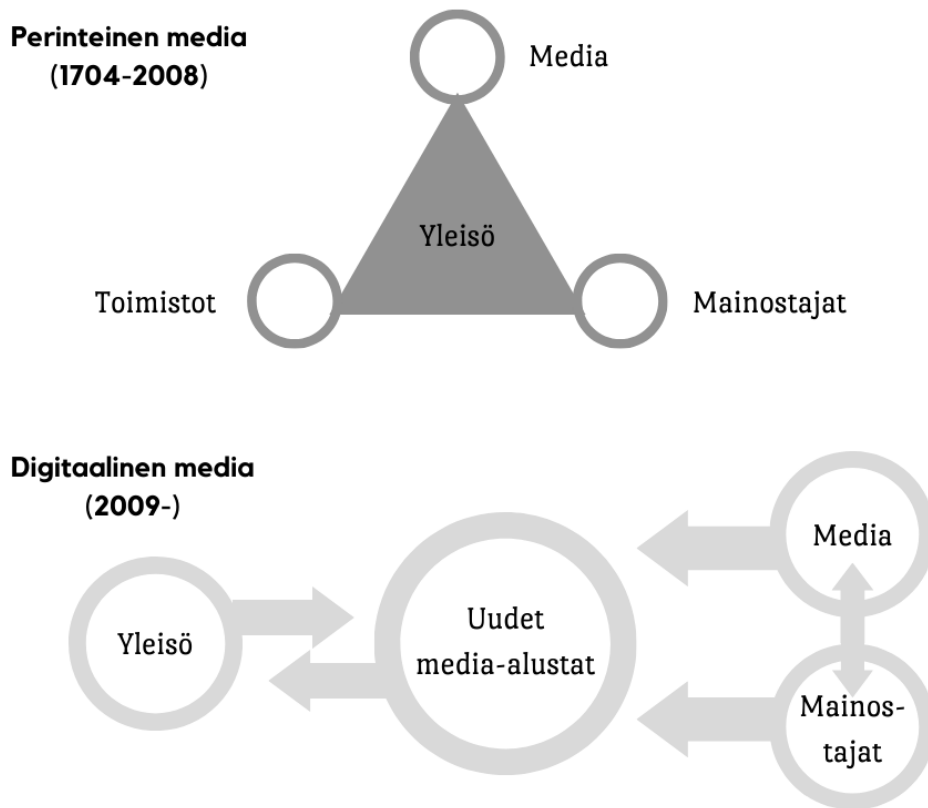 Perinteinen media
(1704-2008)
Media
Yleisö
Toimistot
Mainostajat
Digitaalinen media
(2009-)
Media
Yleisö
Uudet
media-alustat
Mainos-
tajat